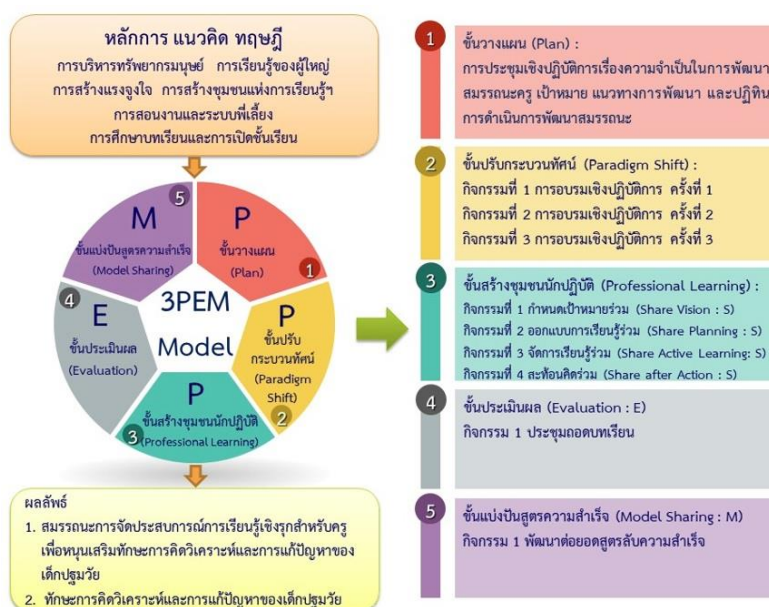 หลักการ แนวคิด ทฤษฎี
การบริหารทรัพยากรมนุษย์ การเรียนรู้ของผู้ใหญ่
การสร้างแรงจูงใจ การสร้างชุมชนแห่งการเรียนรู้ฯ
การสอนงานและระบบพี่เลี้ยง
การศึกษาบทเรียนและการเปิดชั้นเรียน
5
M
ขั้นแบ่งปันสูตรความสำเร็จ
(Model Sharing)
P
ขั้นวางแผน
(Plan)
1
4
E
ขั้นประเมินผล
(Evaluation)
3PEM
Model
P
ขั้นปรับ
กระบวนทัศน์
(Paradigm
Shift)
2
P
ขั้นสร้างชุมชนนักปฏิบัติ
3 (Professional Learning)
ผลลัพธ์
1. สมรรถนะการจัดประสบการณ์การเรียนรู้เชิงรุกสำหรับครู
เพื่อหนุนเสริมทักษะการคิดวิเคราะห์และการแก้ปัญหาของ
เด็กปฐมวัย
2. ทักษะการคิดวิเคราะห์และการแก้ปัญหาของเด็กปฐมวัย
1
ขั้นวางแผน (Plan) :
การประชุมเชิงปฏิบัติการเรื่องความจำเป็นในการพัฒนา
สมรรถนะครู เป้าหมาย แนวทางการพัฒนา และปฏิทิน
การดำเนินการพัฒนาสมรรถนะ
2
ขั้นปรับกระบวนทัศน์ (Paradigm Shift) :
กิจกรรมที่ 1 การอบรมเชิงปฏิบัติการ ครั้งที่ 1
กิจกรรมที่ 2 การอบรมเชิงปฏิบัติการ ครั้งที่ 2
กิจกรรมที่ 3 การอบรมเชิงปฏิบัติการ ครั้งที่ 3
3
ขั้นสร้างชุมชนนักปฏิบัติ (Professional Learning) :
กิจกรรมที่ 1 กำหนดเป้าหมายร่วม (Share Vision : S)
กิจกรรมที่ 2 ออกแบบการเรียนรู้ร่วม (Share Planning : S)
กิจกรรมที่ 3 จัดการเรียนรู้ร่วม (Share Active Learning: S)
กิจกรรมที่ 4 สะท้อนคิดร่วม (Share after Action : S)
4
ขั้นประเมินผล (Evaluation : E)
กิจกรรม 1 ประชุมถอดบทเรียน
5
ขั้นแบ่งปันสูตรความสำเร็จ (Model Sharing : M)
กิจกรรม 1 พัฒนาต่อยอดสูตรลับความสำเร็จ